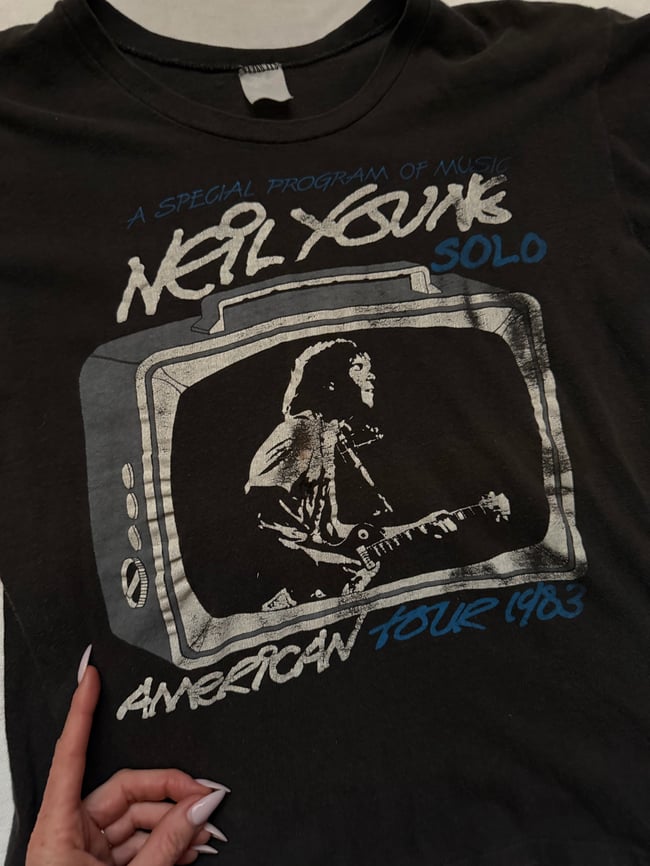 A SPECIAL PROGRAM OF MUSIC
NEIL YOUNG
SOLO
AMERICAN TOUR 1983